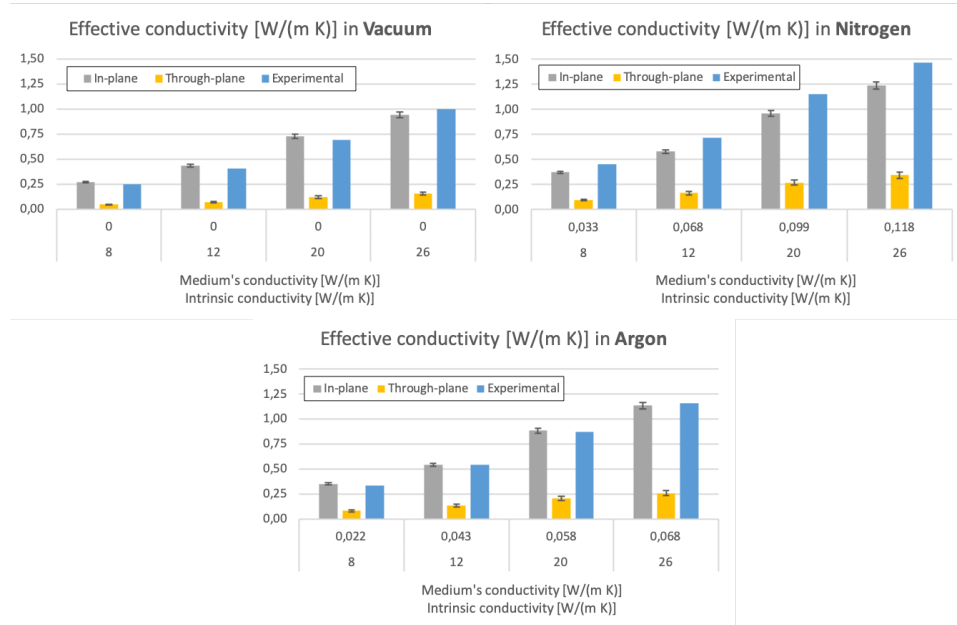 Effective conductivity [W/(m K)] in Vacuum
1,50
1,25
1,00
0,75
0,50
0,25
0,00
In-plane Through-plane Experimental
0 0 0 0
8 12 20 26
Medium's conductivity [W/(m K)]
Intrinsic conductivity [W/(m K)]
Effective conductivity [W/(m K)] in Nitrogen
1,50
1,25
1,00
0,75
0,50
0,25
0,00
In-plane Through-plane Experimental
0,033 0,068 0,099 0,118
8 12 20 26
Medium's conductivity [W/(m K)]
Intrinsic conductivity [W/(m K)]
Effective conductivity [W/(m K)] in Argon
1,50
1,25
1,00
0,75
0,50
0,25
0,00
In-plane Through-plane Experimental
0,022 0,043 0,058 0,068
8 12 20 26
Medium's conductivity [W/(m K)]
Intrinsic conductivity [W/(m K)]